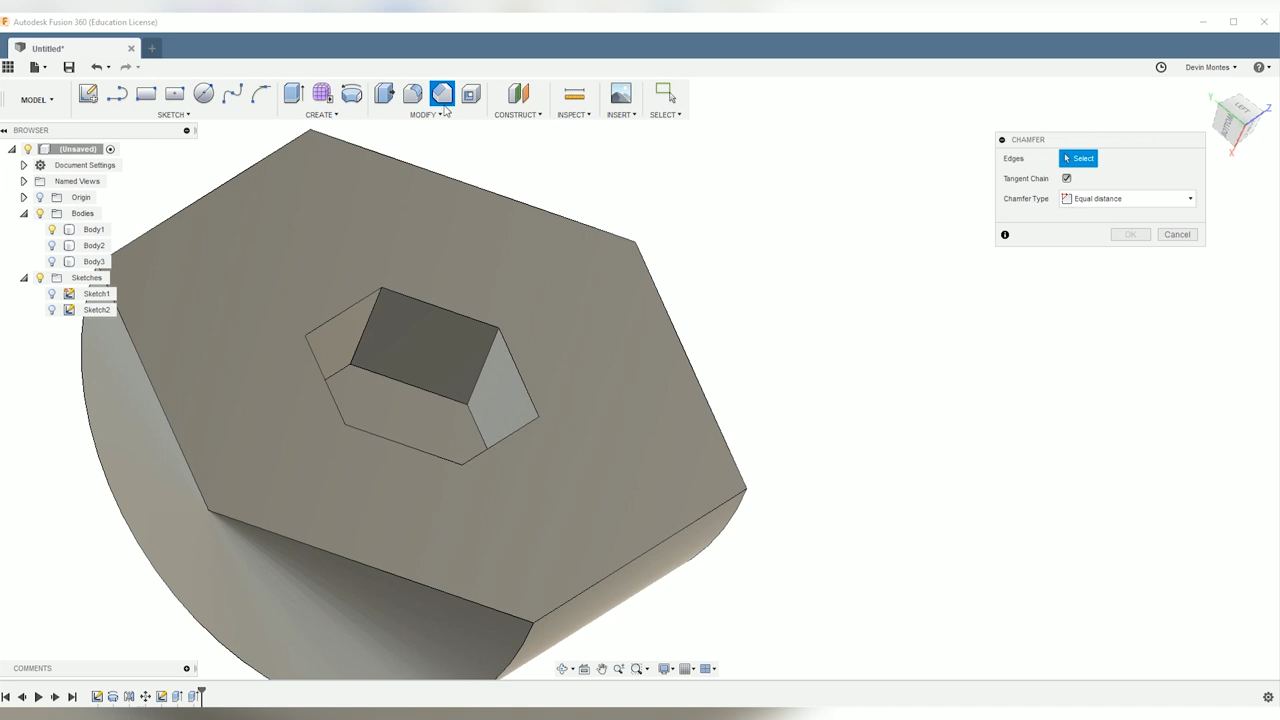 Autodesk Fusion 360 (Education License)
Untitled*
Devin Montes
MODEL
SKETCH
CREATE
MODIFY
CONSTRUCT
INSPECT
INSERT
SELECT
BROWSER
(Unsaved)
Document Settings
Named Views
Origin
Bodies
Body1
Body2
Body3
Sketches
Sketch1
Sketch2
LEFT
BOTTOM
Y
Z
X
CHAMFER
Edges Select
Tangent Chain
Chamfer Type Equal distance
OK Cancel
COMMENTS